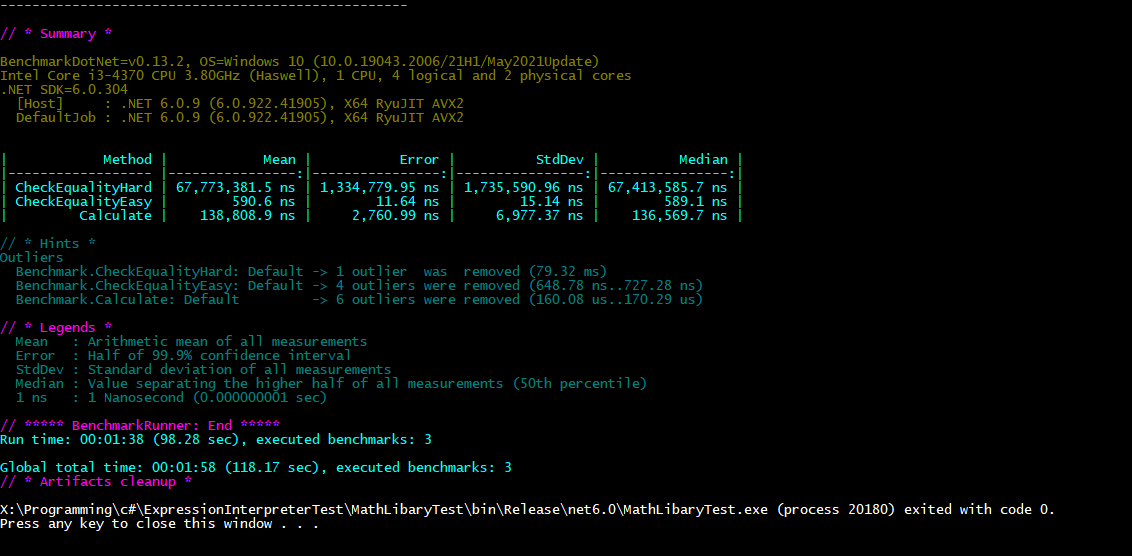 // * Summary *
BenchmarkDotNet=v0.13.2, OS=Windows 10 (10.0.19043.2006/21H1/May2021Update)
Intel Core i3-4370 CPU 3.80GHz (Haswell), 1 CPU, 4 logical and 2 physical cores
.NET SDK=6.0.304
  [Host]     : .NET 6.0.9 (6.0.922.41905), X64 RyuJIT AVX2
  DefaultJob : .NET 6.0.9 (6.0.922.41905), X64 RyuJIT AVX2
|            Method |            Mean |           Error |          StdDev |          Median |
|------------------ |----------------:|----------------:|----------------:|----------------:|
| CheckEqualityHard | 67,773,381.5 ns | 1,334,779.95 ns | 1,735,590.96 ns | 67,413,585.7 ns |
| CheckEqualityEasy |        590.6 ns |        11.64 ns |        15.14 ns |        589.1 ns |
|         Calculate |    138,808.9 ns |     2,760.99 ns |     6,977.37 ns |    136,569.7 ns |
// * Hints *
Outliers
  Benchmark.CheckEqualityHard: Default -> 1 outlier  was  removed (79.32 ms)
  Benchmark.CheckEqualityEasy: Default -> 4 outliers were removed (648.78 ns..727.28 ns)
  Benchmark.Calculate: Default         -> 6 outliers were removed (160.08 us..170.29 us)
// * Legends *
  Mean   : Arithmetic mean of all measurements
  Error  : Half of 99.9% confidence interval
  StdDev : Standard deviation of all measurements
  Median : Value separating the higher half of all measurements (50th percentile)
  1 ns   : 1 Nanosecond (0.000000001 sec)
// ***** BenchmarkRunner: End *****
Run time: 00:01:38 (98.28 sec), executed benchmarks: 3
Global total time: 00:01:58 (118.17 sec), executed benchmarks: 3
// * Artifacts cleanup *
X:\Programming\c#\ExpressionInterpreterTest\MathLibaryTest\bin\Release\net6.0\MathLibaryTest.exe (process 20180) exited with code 0.
Press any key to close this window . . .